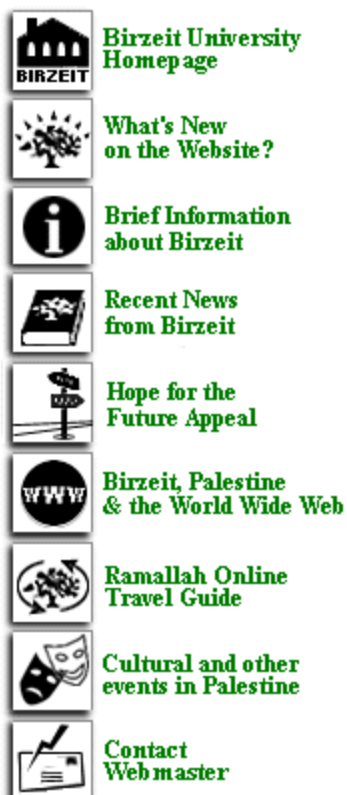 BIRZEIT
Birzeit University
Homepage
What's New
on the Website?
i
Brief Information
about Birzeit
Recent News
from Birzeit
Hope for the
Future Appeal
WWW
Birzeit, Palestine
& the World Wide Web
Ramallah Online
Travel Guide
Cultural and other
events in Palestine
Contact
Webmaster